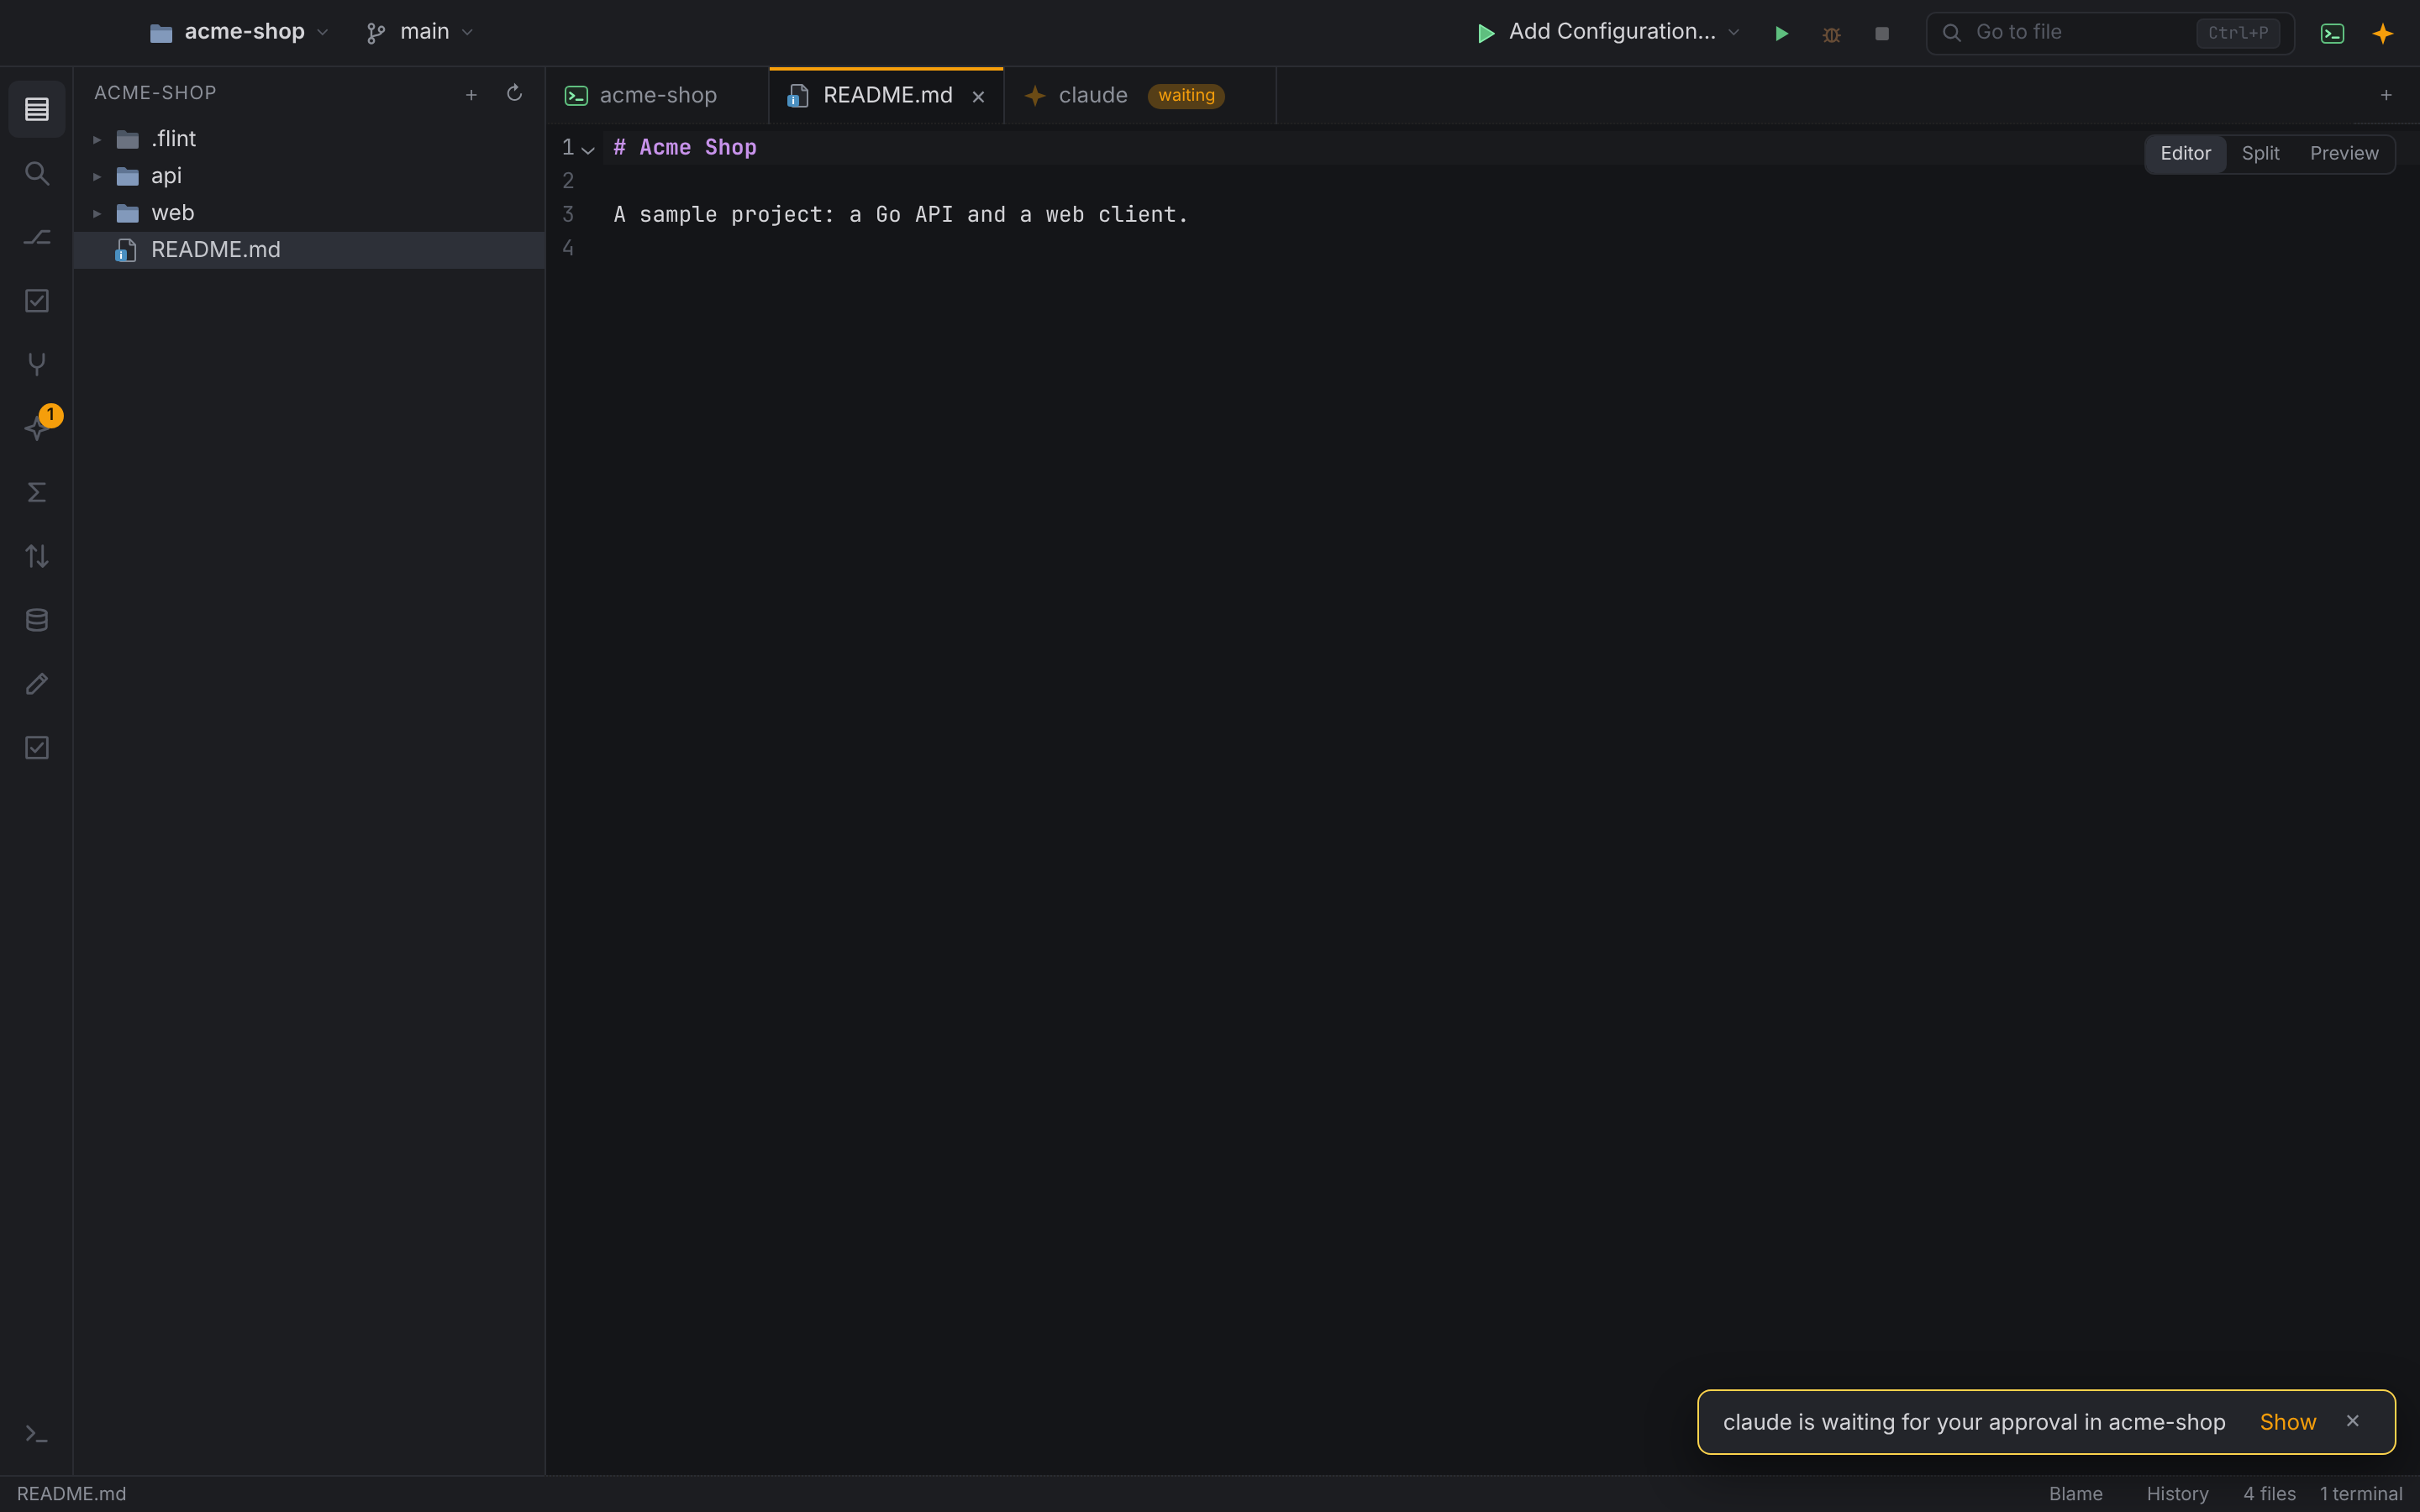 acme-shop
main
Add Configuration...
Go to file
Ctrl+P
ACME-SHOP
.flint
api
web
README.md
1
acme-shop
README.md
claude
waiting
1 # Acme Shop
2
3 A sample project: a Go API and a web client.
4
Editor
Split
Preview
claude is waiting for your approval in acme-shop
Show
README.md
Blame
History
4 files
1 terminal